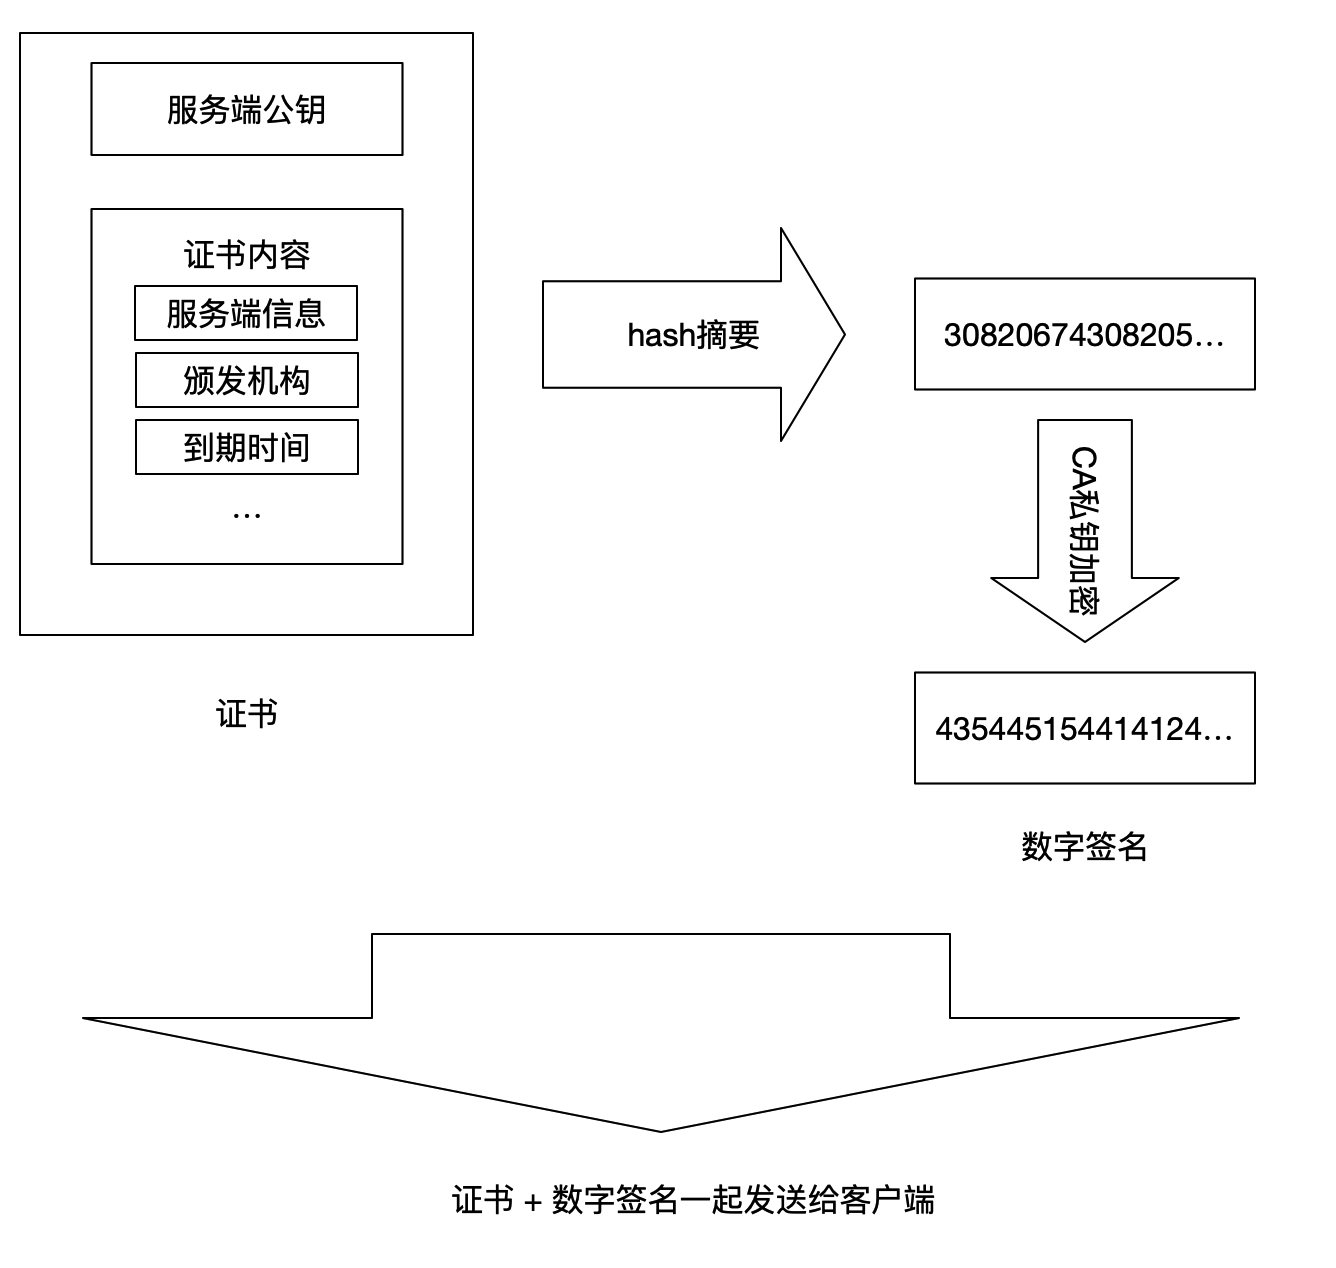 服务端公钥
证书内容
服务端信息
颁发机构
到期时间
...
证书
hash摘要
30820674308205...
CA私钥加密
435445154414124...
数字签名
证书 + 数字签名一起发送给客户端